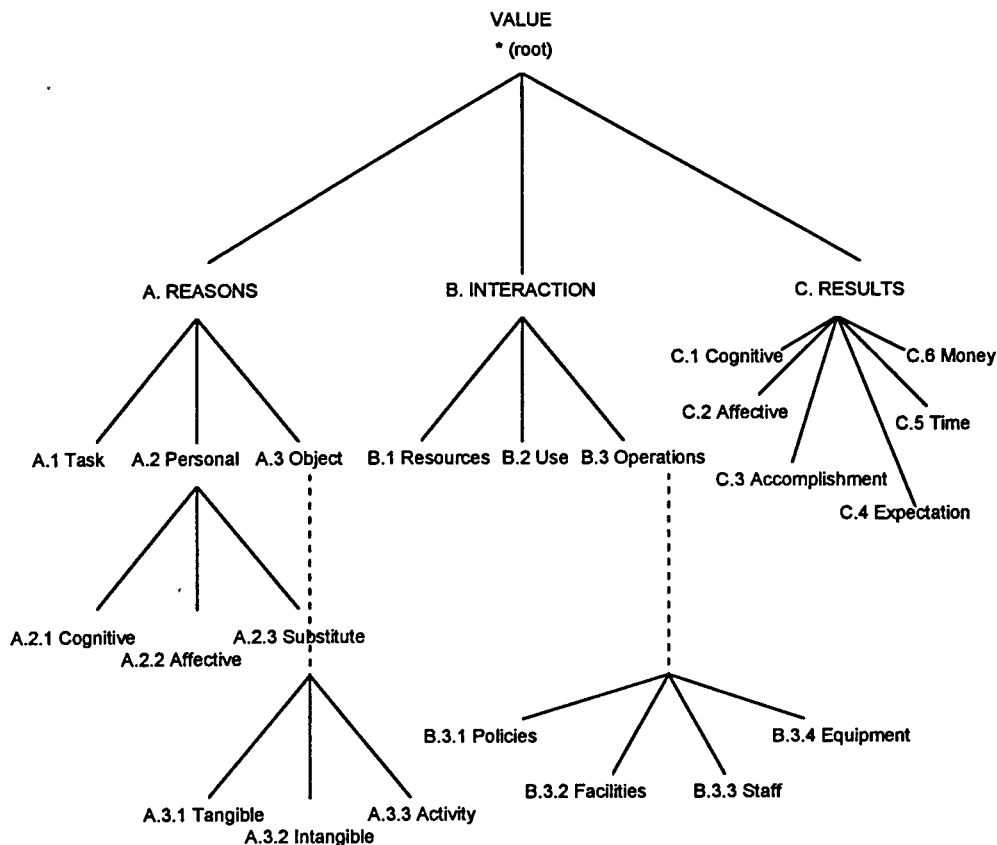 VALUE
* (root)
A. REASONS
B. INTERACTION
C. RESULTS
C.1 Cognitive
C.6 Money
C.2 Affective
C.5 Time
A.1 Task
A.2 Personal
A.3 Object
B.1 Resources
B.2 Use
B.3 Operations
C.3 Accomplishment
C.4 Expectation
A.2.1 Cognitive
A.2.2 Affective
A.2.3 Substitute
B.3.1 Policies
B.3.4 Equipment
B.3.2 Facilities
B.3.3 Staff
A.3.1 Tangible
A.3.2 Intangible
A.3.3 Activity